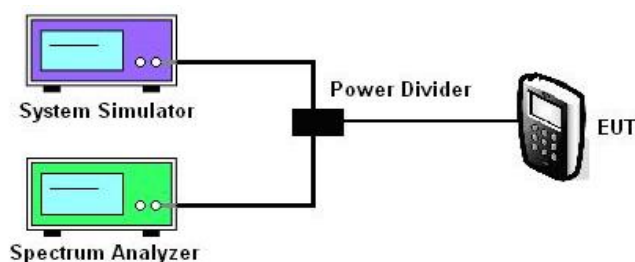 System Simulator
Power Divider
EUT
Spectrum Analyzer